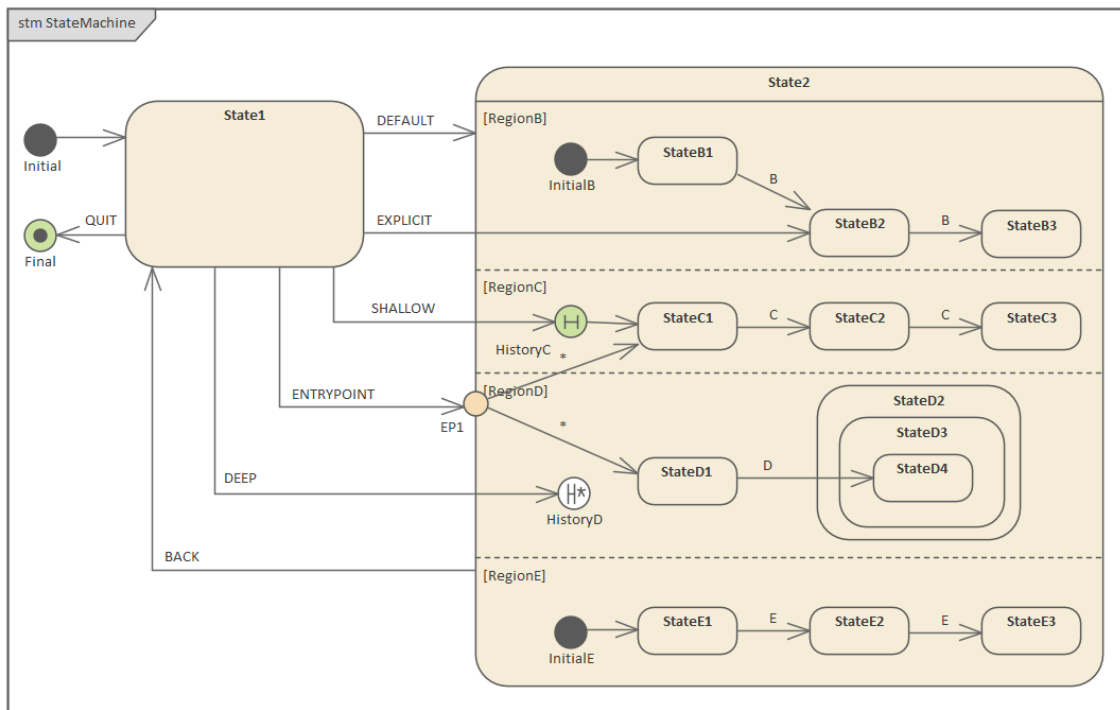 stm StateMachine
State2
State1
[RegionB]
DEFAULT
StateB1
Initial
InitialB
B
QUIT
EXPLICIT
StateB2
B
StateB3
Final
[RegionC]
SHALLOW
H
StateC1
C
StateC2
C
StateC3
HistoryC
*
ENTRYPOINT
[RegionD]
StateD2
EP1
*
StateD3
StateD1
D
StateD4
DEEP
H*
HistoryD
BACK
[RegionE]
StateE1
E
StateE2
E
StateE3
InitialE